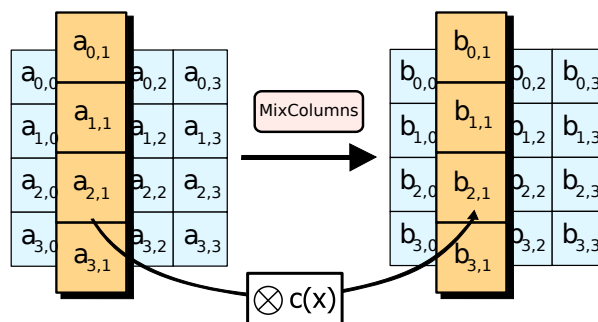 a0,1 b0,1
a0,0 a0,2 a0,3 b0,0 b0,2 b0,3
MixColumns
a1,1 b1,1
a1,0 a1,2 a1,3 b1,0 b1,2 b1,3
a2,0 a2,1 a2,2 a2,3 b2,0 b2,1 b2,2 b2,3
a3,0 a3,2 a3,3 b3,0 b3,2 b3,3
a3,1 b3,1
⊗ c(x)